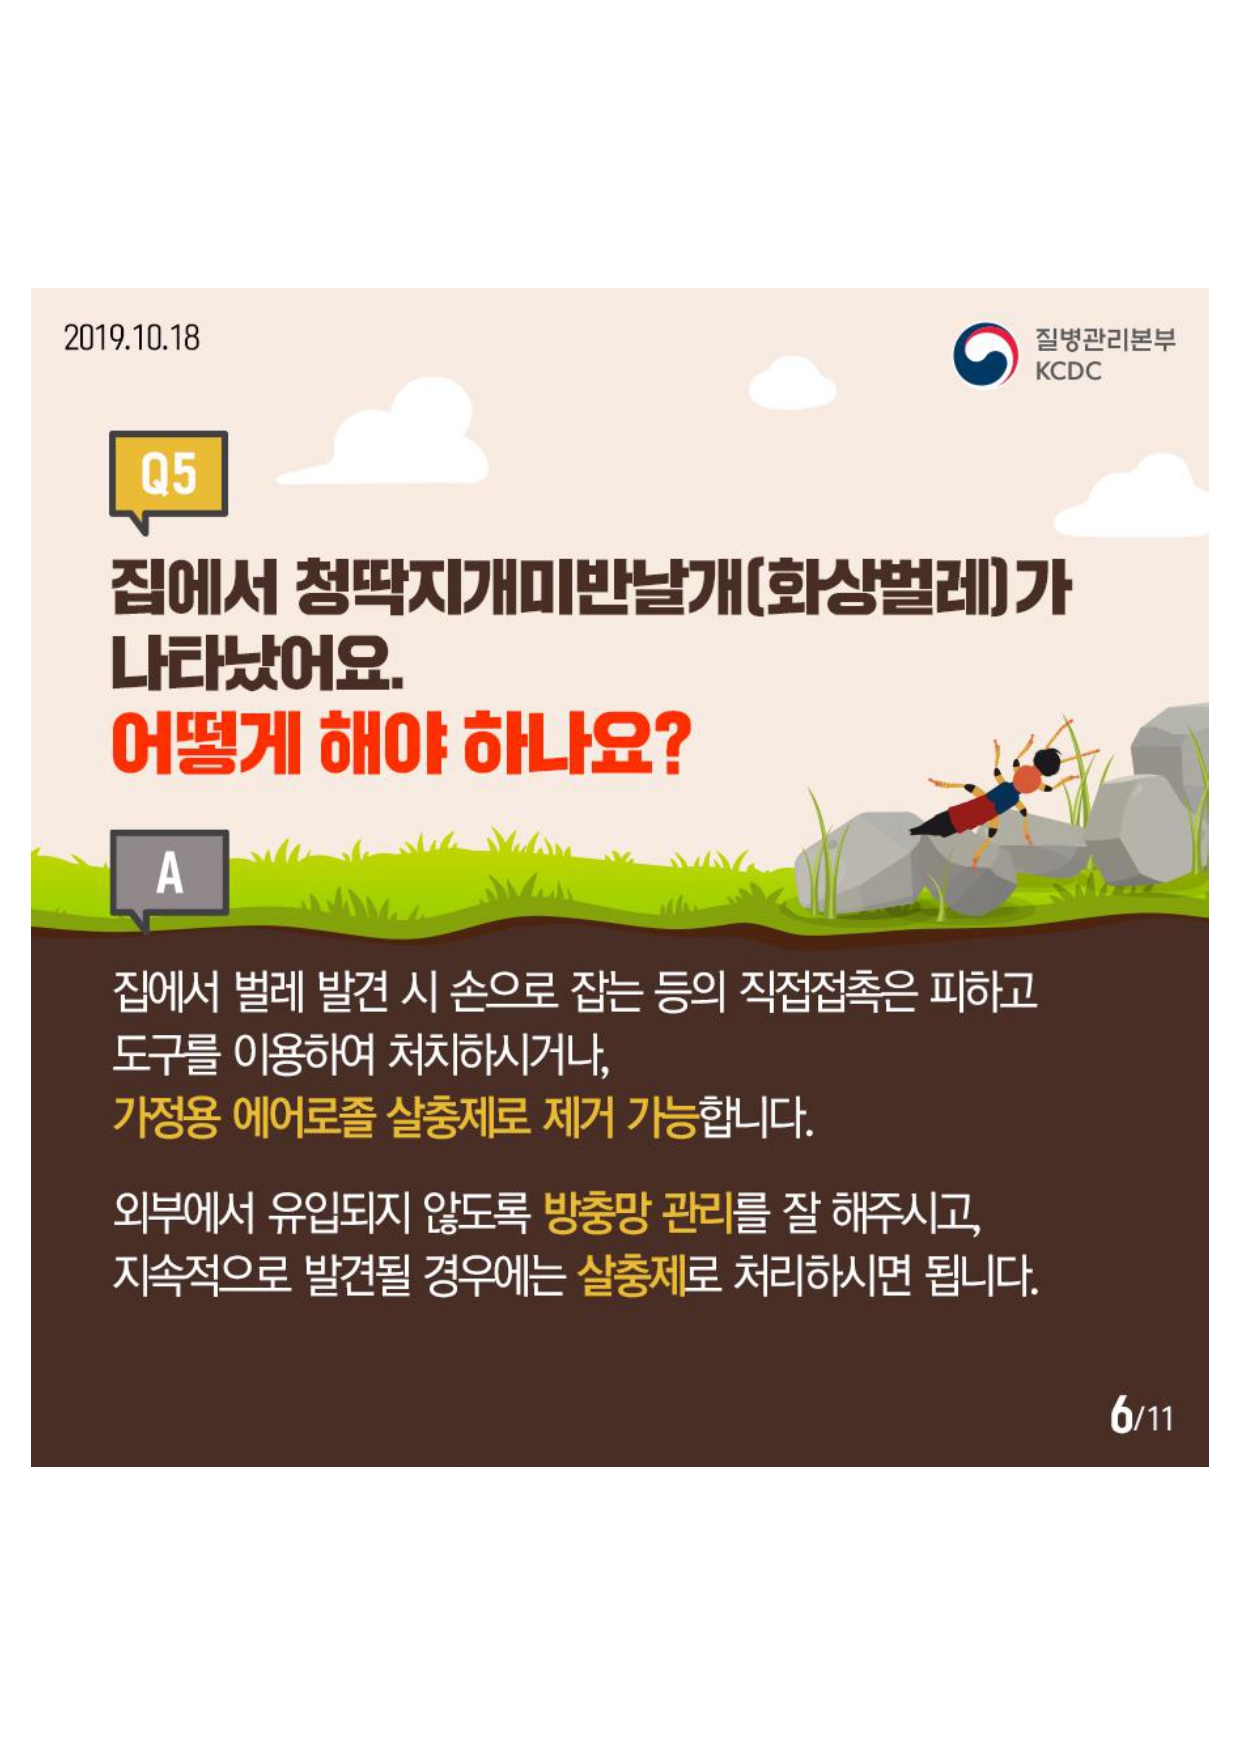 2019.10.18
질병관리본부
KCDC
Q5
집에서 청딱지개미반날개(화상벌레)가
나타났어요.
어떻게 해야 하나요?
A
집에서 벌레 발견 시 손으로 잡는 등의 직접접촉은 피하고
도구를 이용하여 처치하시거나,
가정용 에어로졸 살충제로 제거 가능합니다.
외부에서 유입되지 않도록 방충망 관리를 잘 해주시고,
지속적으로 발견될 경우에는 살충제로 처리하시면 됩니다.
6/11